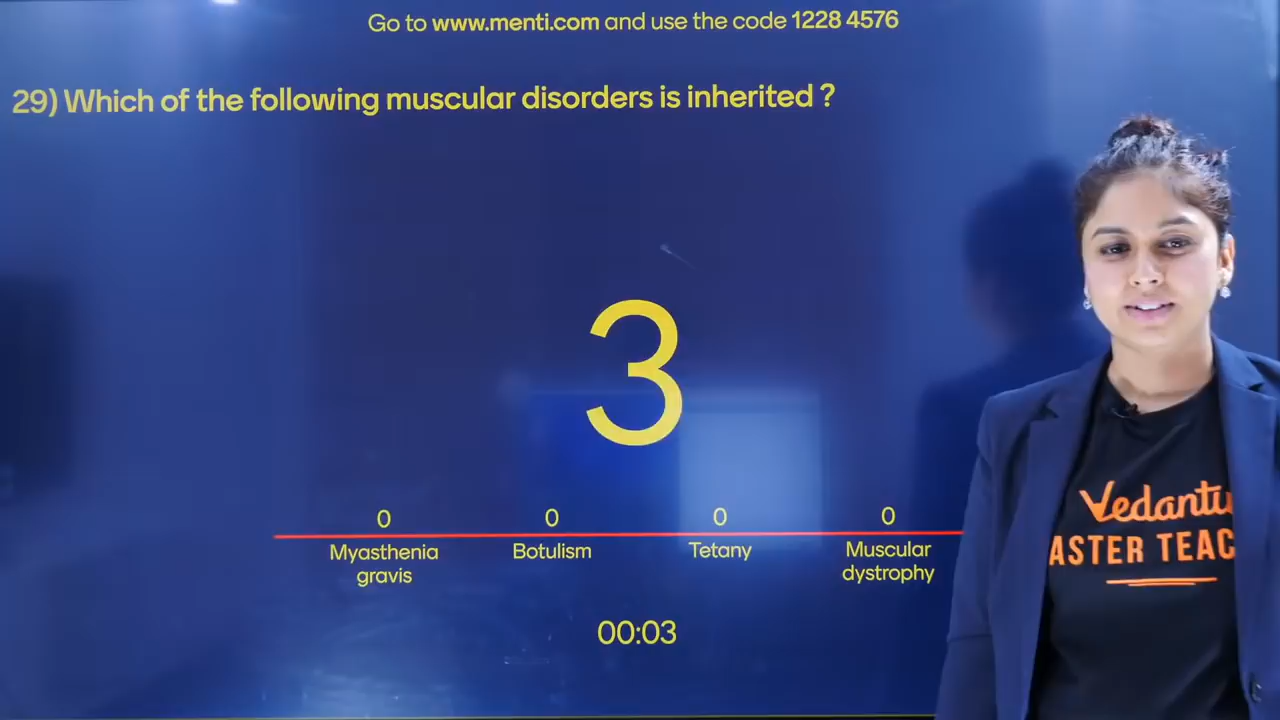 Go to www.menti.com and use the code 1228 4576
29) Which of the following muscular disorders is inherited ?
3
0 0 0 0
Myasthenia gravis
Botulism
Tetany
Muscular dystrophy
00:03
Vedantu
ASTER TEAC